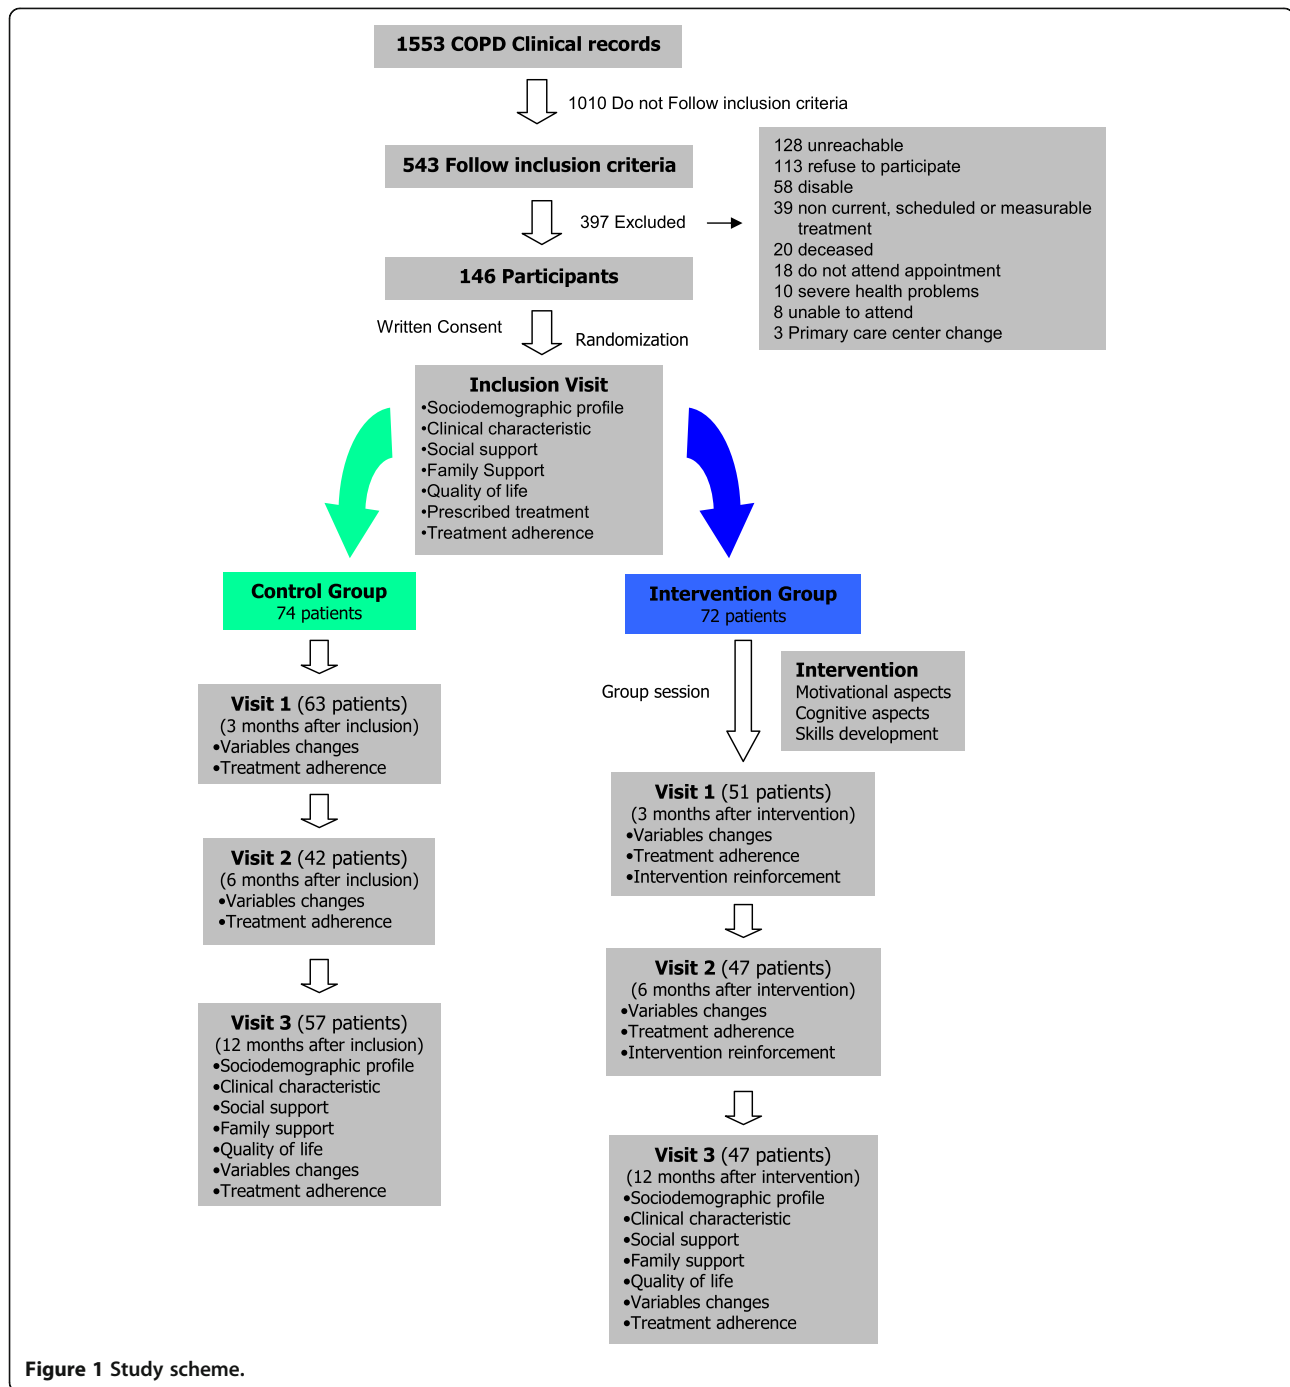 1553 COPD Clinical records
1010 Do not Follow inclusion criteria
543 Follow inclusion criteria
397 Excluded
128 unreachable
113 refuse to participate
58 disable
39 non current, scheduled or measurable
treatment
20 deceased
18 do not attend appointment
10 severe health problems
8 unable to attend
3 Primary care center change
146 Participants
Written Consent
Randomization
Inclusion Visit
•Sociodemographic profile
•Clinical characteristic
•Social support
•Family Support
•Quality of life
•Prescribed treatment
•Treatment adherence
Control Group
74 patients
Visit 1 (63 patients)
(3 months after inclusion)
•Variables changes
•Treatment adherence
Visit 2 (42 patients)
(6 months after inclusion)
•Variables changes
•Treatment adherence
Visit 3 (57 patients)
(12 months after inclusion)
•Sociodemographic profile
•Clinical characteristic
•Social support
•Family support
•Quality of life
•Variables changes
•Treatment adherence
Intervention Group
72 patients
Group session
Intervention
Motivational aspects
Cognitive aspects
Skills development
Visit 1 (51 patients)
(3 months after intervention)
•Variables changes
•Treatment adherence
•Intervention reinforcement
Visit 2 (47 patients)
(6 months after intervention)
•Variables changes
•Treatment adherence
•Intervention reinforcement
Visit 3 (47 patients)
(12 months after intervention)
•Sociodemographic profile
•Clinical characteristic
•Social support
•Family support
•Quality of life
•Variables changes
•Treatment adherence
Figure 1 Study scheme.